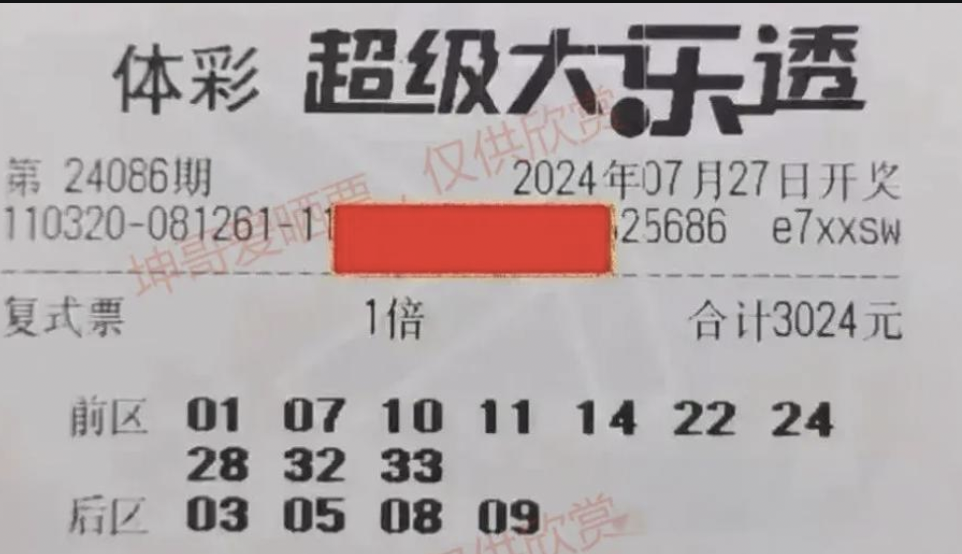 体彩 超级大乐透
第 24086期 2024年07月27日开奖
110320-081261-11 25686 e7xxsw
坤哥爱晒票，仅供欣赏
复式票 1倍 合计3024元
前区 01 07 10 11 14 22 24
28 32 33
后区 03 05 08 09
仅供欣赏